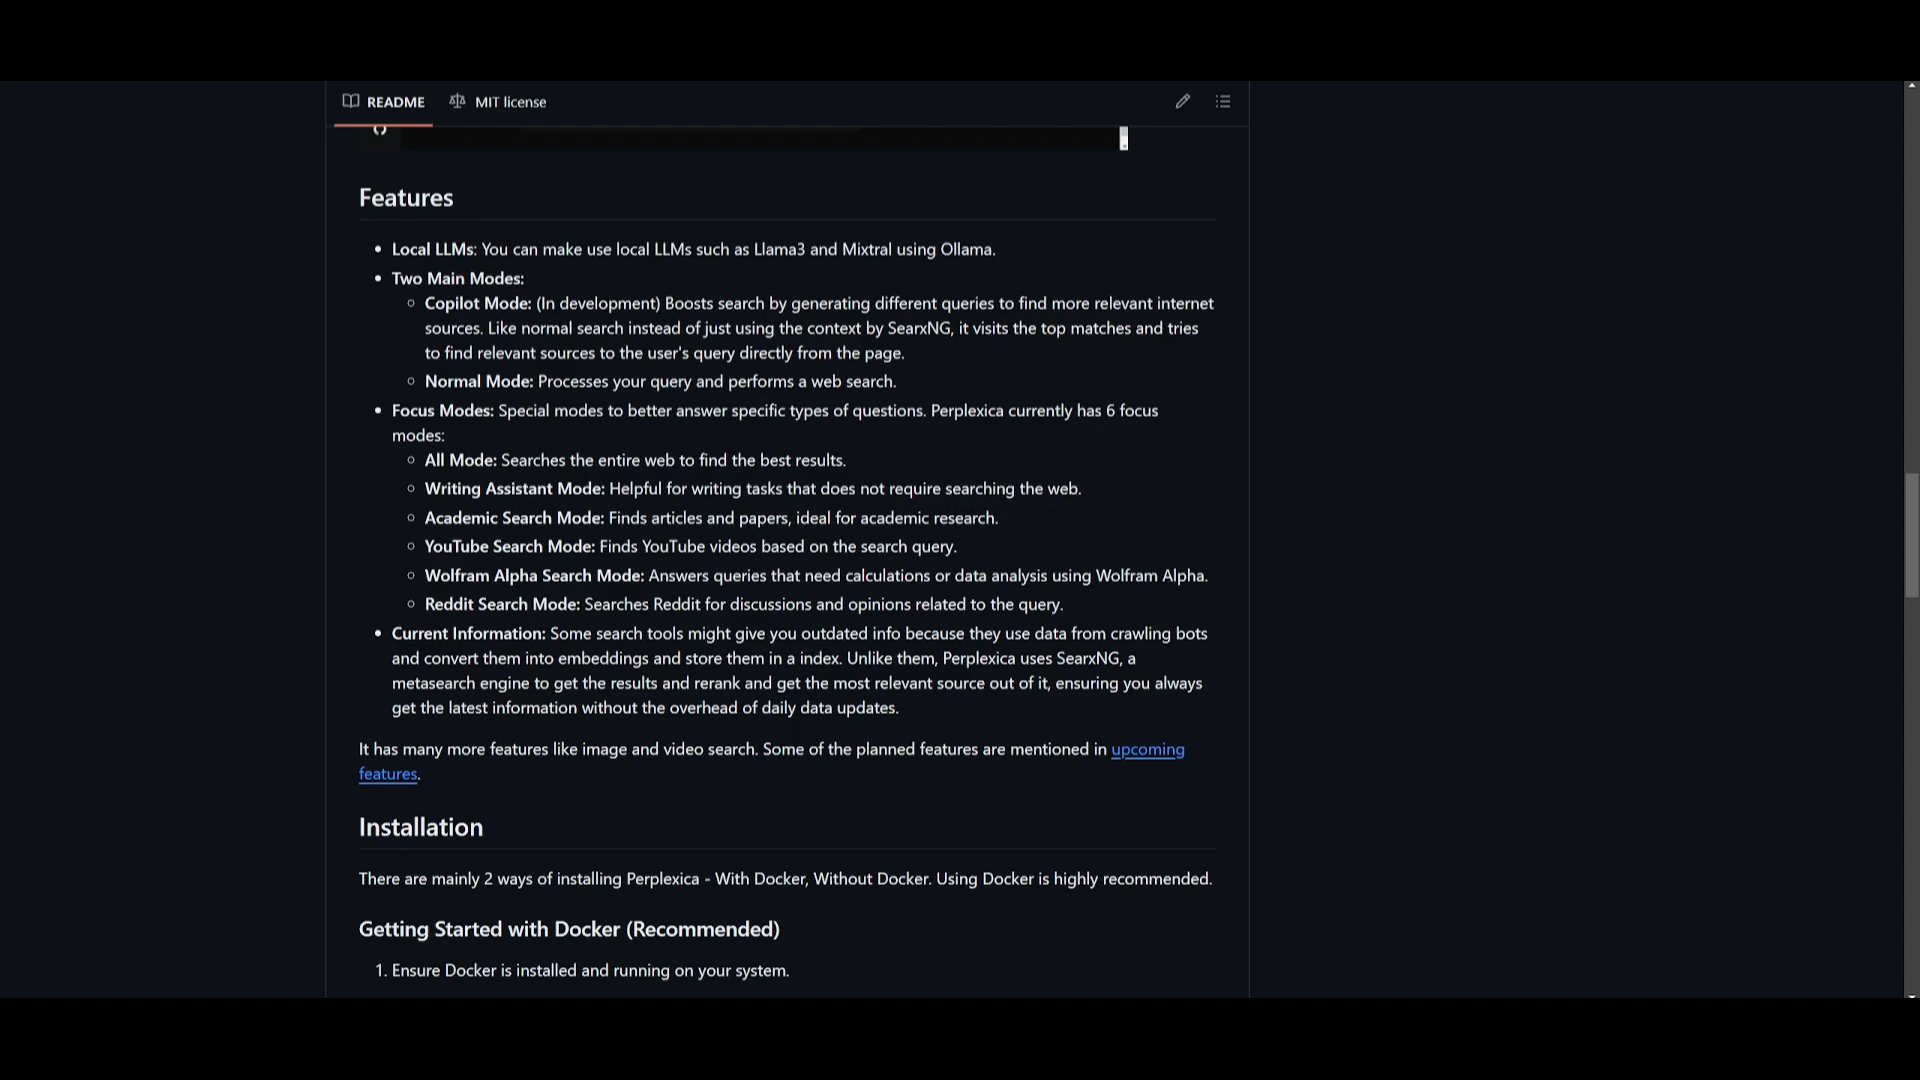 README MIT license
Features
Local LLMs: You can make use local LLMs such as Llama3 and Mixtral using Ollama.
Two Main Modes:
Copilot Mode: (In development) Boosts search by generating different queries to find more relevant internet
sources. Like normal search instead of just using the context by SearxNG, it visits the top matches and tries
to find relevant sources to the user's query directly from the page.
Normal Mode: Processes your query and performs a web search.
Focus Modes: Special modes to better answer specific types of questions. Perplexica currently has 6 focus
modes:
All Mode: Searches the entire web to find the best results.
Writing Assistant Mode: Helpful for writing tasks that does not require searching the web.
Academic Search Mode: Finds articles and papers, ideal for academic research.
YouTube Search Mode: Finds YouTube videos based on the search query.
Wolfram Alpha Search Mode: Answers queries that need calculations or data analysis using Wolfram Alpha.
Reddit Search Mode: Searches Reddit for discussions and opinions related to the query.
Current Information: Some search tools might give you outdated info because they use data from crawling bots
and convert them into embeddings and store them in a index. Unlike them, Perplexica uses SearxNG, a
metasearch engine to get the results and rerank and get the most relevant source out of it, ensuring you always
get the latest information without the overhead of daily data updates.
It has many more features like image and video search. Some of the planned features are mentioned in upcoming
features.
Installation
There are mainly 2 ways of installing Perplexica - With Docker, Without Docker. Using Docker is highly recommended.
Getting Started with Docker (Recommended)
1. Ensure Docker is installed and running on your system.